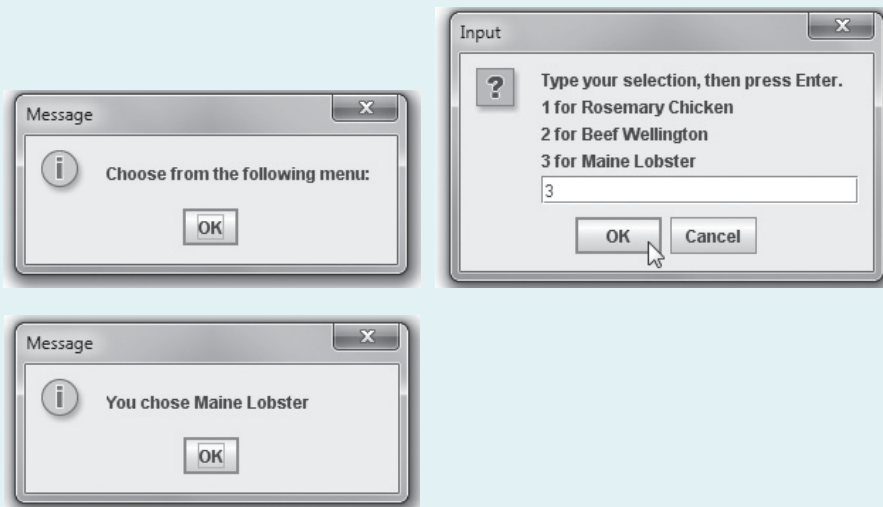 Message
x
i
Choose from the following menu:
OK
Input
x
?
Type your selection, then press Enter.
1 for Rosemary Chicken
2 for Beef Wellington
3 for Maine Lobster
3
OK Cancel
Message
x
i
You chose Maine Lobster
OK